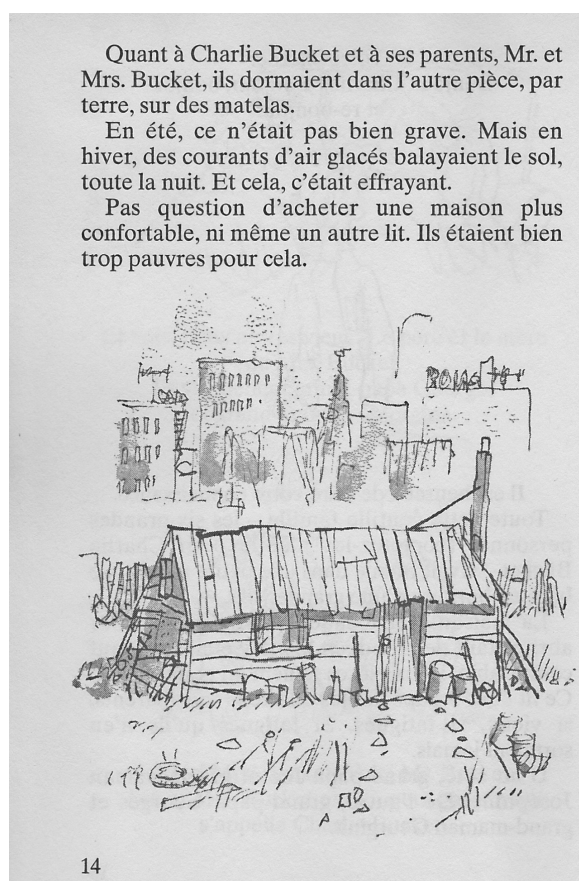 Quant à Charlie Bucket et à ses parents, Mr. et
Mrs. Bucket, ils dormaient dans l'autre pièce, par
terre, sur des matelas.
En été, ce n'était pas bien grave. Mais en
hiver, des courants d'air glacés balayaient le sol,
toute la nuit. Et cela, c'était effrayant.
Pas question d'acheter une maison plus
confortable, ni même un autre lit. Ils étaient bien
trop pauvres pour cela.
14